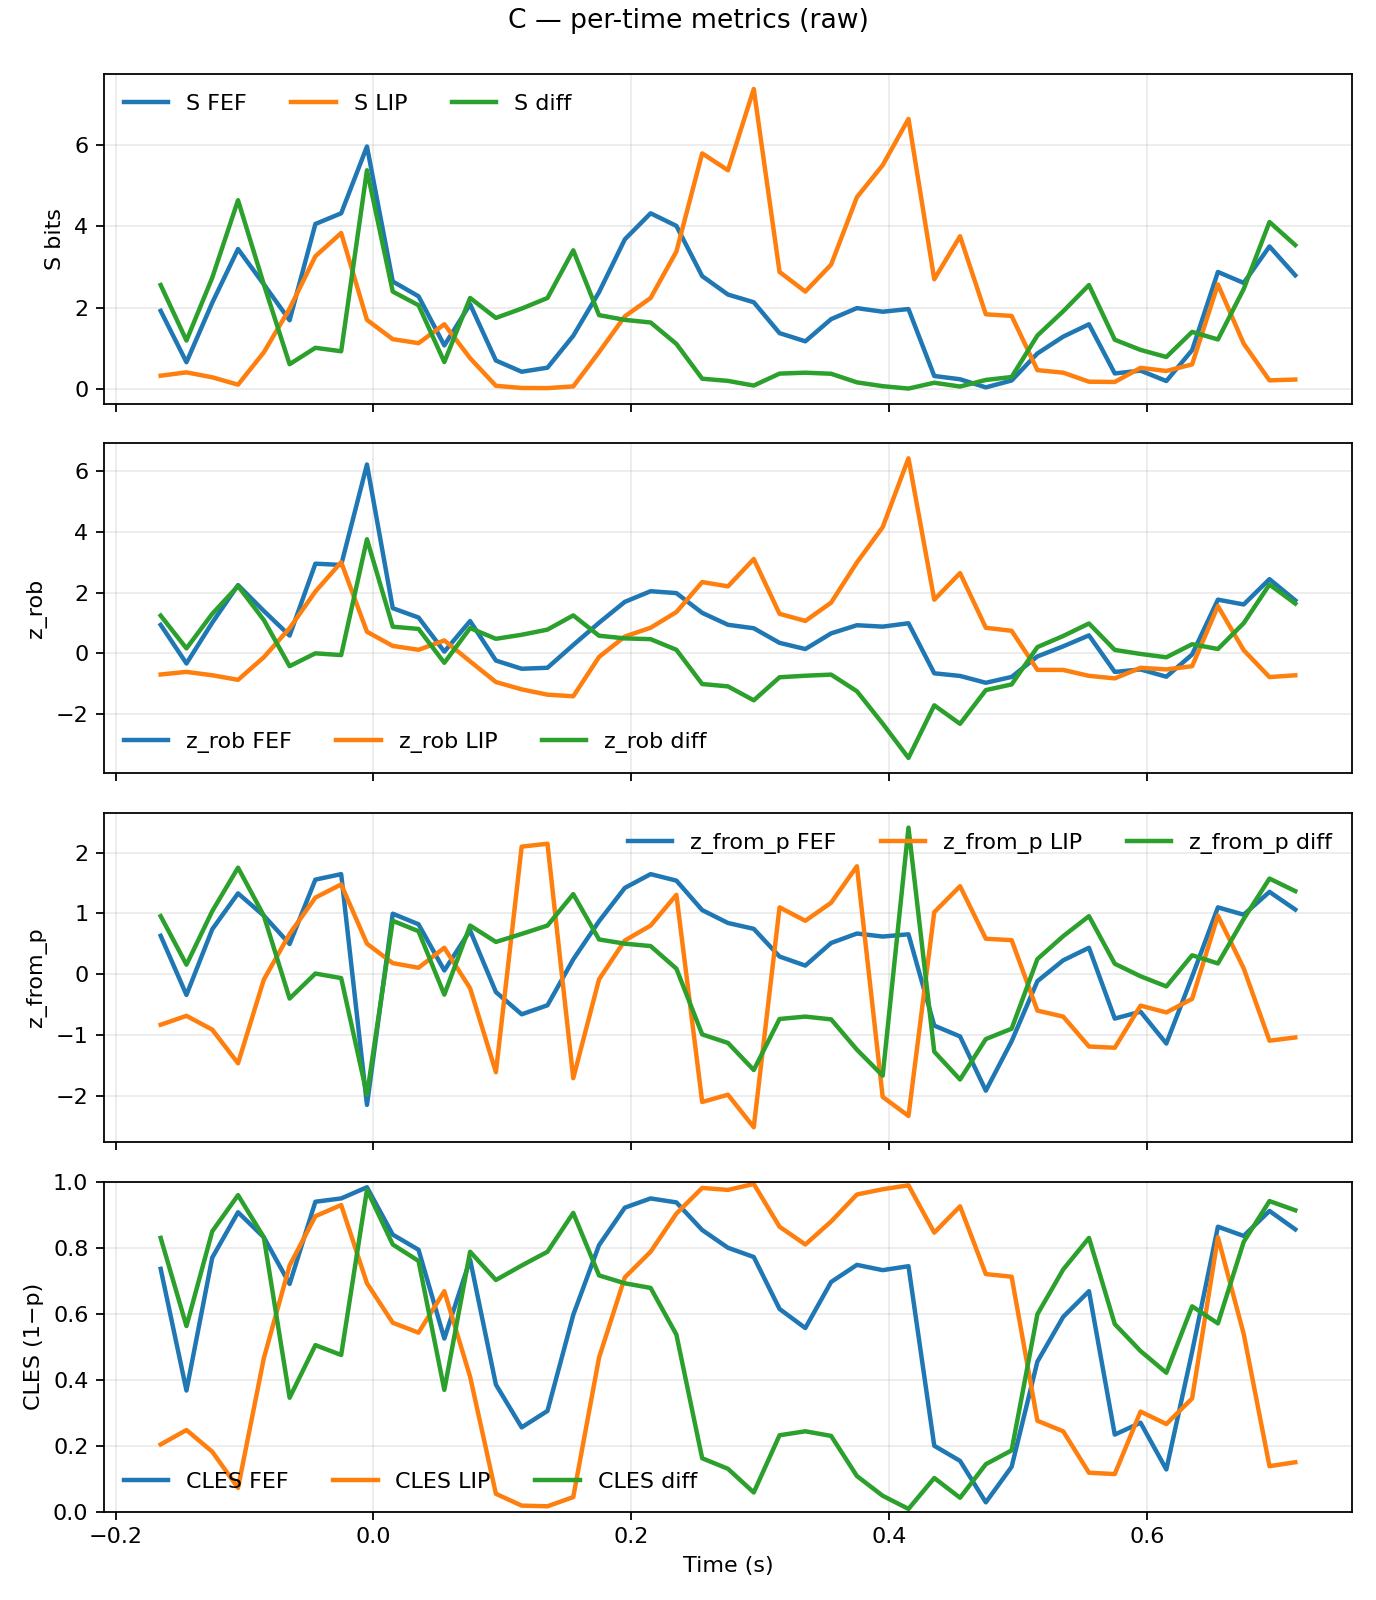 C — per-time metrics (raw)
S FEF S LIP S diff
6
4
2
0
S bits
6
4
2
0
−2
z_rob
z_rob FEF z_rob LIP z_rob diff
z_from_p FEF z_from_p LIP z_from_p diff
2
1
0
−1
−2
z_from_p
1.0
0.8
0.6
0.4
0.2
0.0
CLES (1−p)
CLES FEF CLES LIP CLES diff
−0.2 0.0 0.2 0.4 0.6
Time (s)